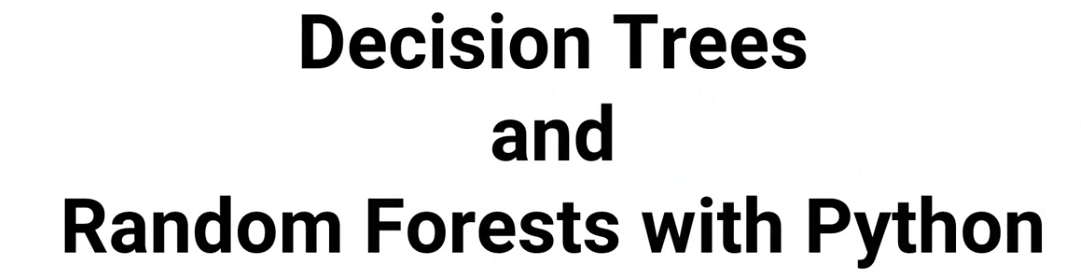 Decision Trees
and
Random Forests with Python